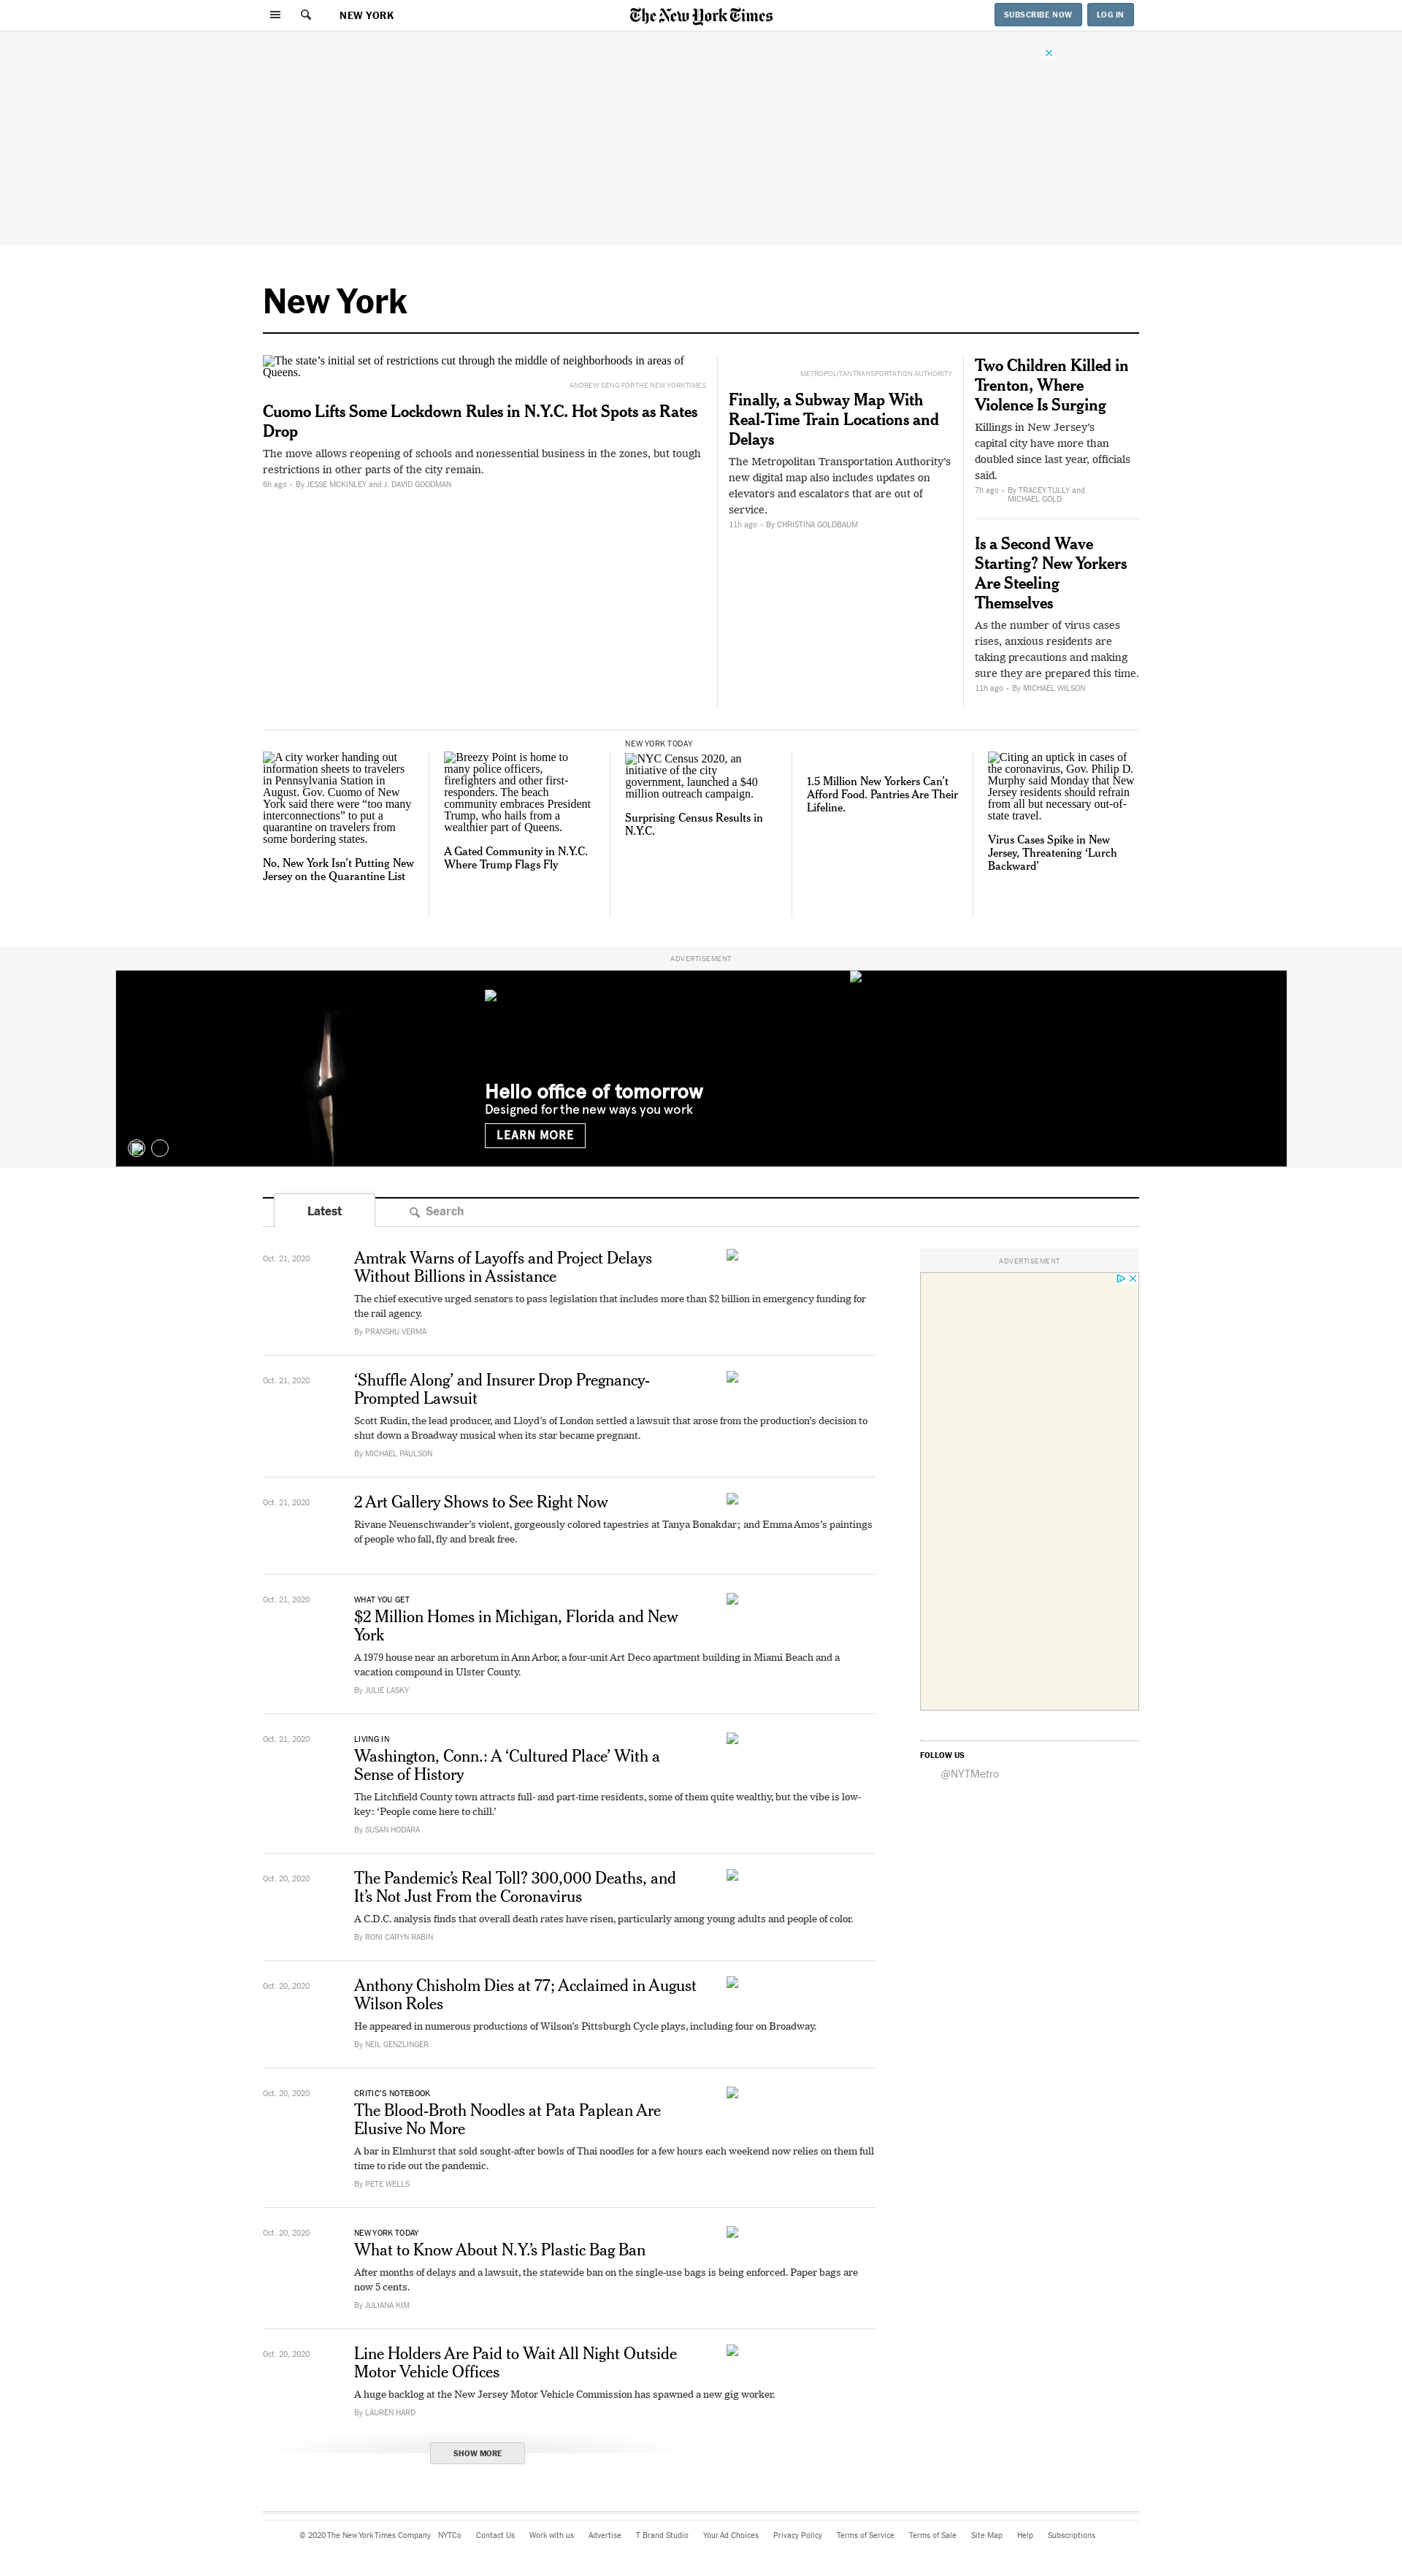 NEW YORK
The New York Times
SUBSCRIBE NOW
LOG IN
New York
The state’s initial set of restrictions cut through the middle of neighborhoods in areas of
Queens.
ANDREW SENG FOR THE NEW YORK TIMES
Cuomo Lifts Some Lockdown Rules in N.Y.C. Hot Spots as Rates
Drop
The move allows reopening of schools and nonessential business in the zones, but tough
restrictions in other parts of the city remain.
6h ago • By JESSE MCKINLEY and J. DAVID GOODMAN
METROPOLITAN TRANSPORTATION AUTHORITY
Finally, a Subway Map With
Real-Time Train Locations and
Delays
The Metropolitan Transportation Authority’s
new digital map also includes updates on
elevators and escalators that are out of
service.
11h ago • By CHRISTINA GOLDBAUM
Two Children Killed in
Trenton, Where
Violence Is Surging
Killings in New Jersey’s
capital city have more than
doubled since last year, officials
said.
7h ago • By TRACEY TULLY and
MICHAEL GOLD
Is a Second Wave
Starting? New Yorkers
Are Steeling
Themselves
As the number of virus cases
rises, anxious residents are
taking precautions and making
sure they are prepared this time.
11h ago • By MICHAEL WILSON
A city worker handing out
information sheets to travelers
in Pennsylvania Station in
August. Gov. Cuomo of New
York said there were “too many
interconnections” to put a
quarantine on travelers from
some bordering states.
No, New York Isn’t Putting New
Jersey on the Quarantine List
Breezy Point is home to
many police officers,
firefighters and other first-
responders. The beach
community embraces President
Trump, who hails from a
wealthier part of Queens.
A Gated Community in N.Y.C.
Where Trump Flags Fly
NEW YORK TODAY
NYC Census 2020, an
initiative of the city
government, launched a $40
million outreach campaign.
Surprising Census Results in
N.Y.C.
1.5 Million New Yorkers Can’t
Afford Food. Pantries Are Their
Lifeline.
Citing an uptick in cases of
the coronavirus, Gov. Philip D.
Murphy said Monday that New
Jersey residents should refrain
from all but necessary out-of-
state travel.
Virus Cases Spike in New
Jersey, Threatening ‘Lurch
Backward’
ADVERTISEMENT
Hello office of tomorrow
Designed for the new ways you work
LEARN MORE
Latest
Search
Oct. 21, 2020
Amtrak Warns of Layoffs and Project Delays
Without Billions in Assistance
The chief executive urged senators to pass legislation that includes more than $2 billion in emergency funding for
the rail agency.
By PRANSHU VERMA
Oct. 21, 2020
‘Shuffle Along’ and Insurer Drop Pregnancy-
Prompted Lawsuit
Scott Rudin, the lead producer, and Lloyd’s of London settled a lawsuit that arose from the production’s decision to
shut down a Broadway musical when its star became pregnant.
By MICHAEL PAULSON
Oct. 21, 2020
2 Art Gallery Shows to See Right Now
Rivane Neuenschwander’s violent, gorgeously colored tapestries at Tanya Bonakdar; and Emma Amos’s paintings
of people who fall, fly and break free.
Oct. 21, 2020
WHAT YOU GET
$2 Million Homes in Michigan, Florida and New
York
A 1979 house near an arboretum in Ann Arbor, a four-unit Art Deco apartment building in Miami Beach and a
vacation compound in Ulster County.
By JULIE LASKY
Oct. 21, 2020
LIVING IN
Washington, Conn.: A ‘Cultured Place’ With a
Sense of History
The Litchfield County town attracts full- and part-time residents, some of them quite wealthy, but the vibe is low-
key: ‘People come here to chill.’
By SUSAN HODARA
Oct. 20, 2020
The Pandemic’s Real Toll? 300,000 Deaths, and
It’s Not Just From the Coronavirus
A C.D.C. analysis finds that overall death rates have risen, particularly among young adults and people of color.
By RONI CARYN RABIN
Oct. 20, 2020
Anthony Chisholm Dies at 77; Acclaimed in August
Wilson Roles
He appeared in numerous productions of Wilson’s Pittsburgh Cycle plays, including four on Broadway.
By NEIL GENZLINGER
Oct. 20, 2020
CRITIC’S NOTEBOOK
The Blood-Broth Noodles at Pata Paplean Are
Elusive No More
A bar in Elmhurst that sold sought-after bowls of Thai noodles for a few hours each weekend now relies on them full
time to ride out the pandemic.
By PETE WELLS
Oct. 20, 2020
NEW YORK TODAY
What to Know About N.Y.’s Plastic Bag Ban
After months of delays and a lawsuit, the statewide ban on the single-use bags is being enforced. Paper bags are
now 5 cents.
By JULIANA KIM
Oct. 20, 2020
Line Holders Are Paid to Wait All Night Outside
Motor Vehicle Offices
A huge backlog at the New Jersey Motor Vehicle Commission has spawned a new gig worker.
By LAUREN HARD
SHOW MORE
ADVERTISEMENT
FOLLOW US
@NYTMetro
© 2020 The New York Times Company NYTCo Contact Us Work with us Advertise T Brand Studio Your Ad Choices Privacy Policy Terms of Service Terms of Sale Site Map Help Subscriptions